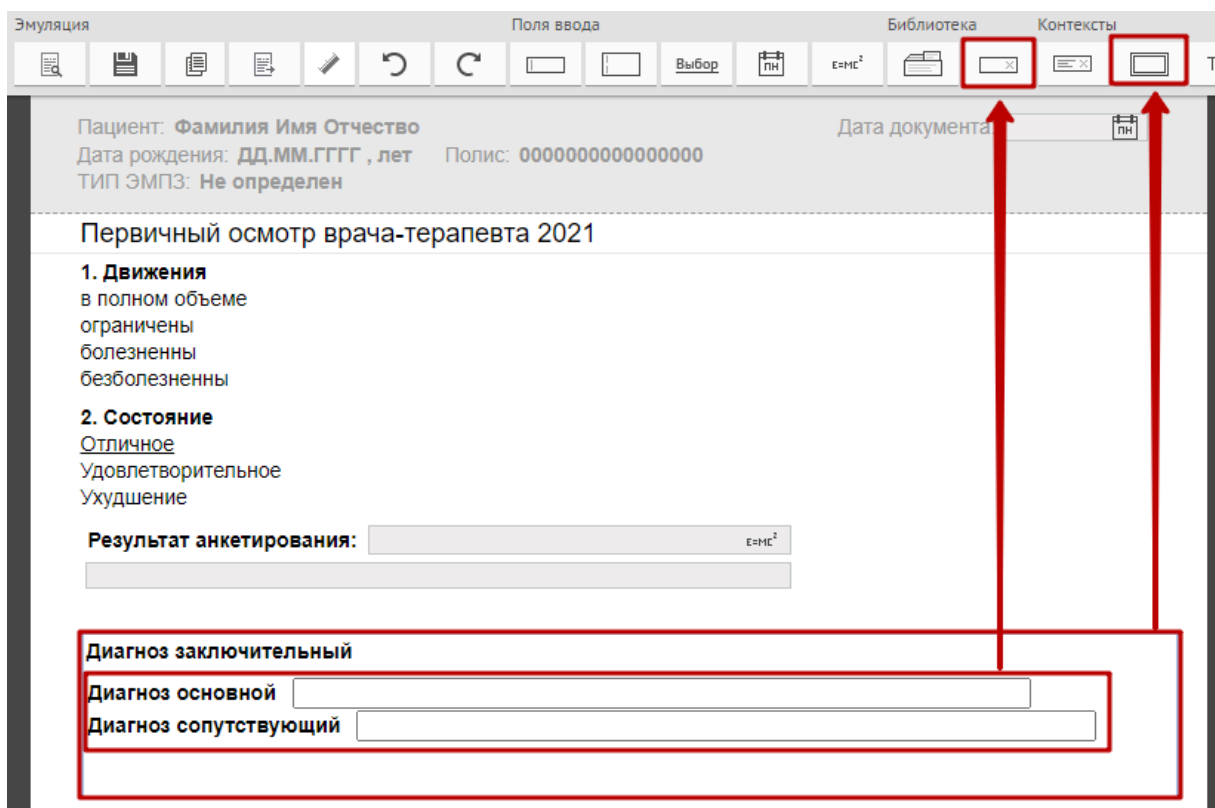 Эмуляция Поля ввода Библиотека Контексты
Выбор ПН E=MC²
Пациент: Фамилия Имя Отчество Дата документа: ПН
Дата рождения: ДД.ММ.ГГГГ , лет Полис: 0000000000000000
ТИП ЭМПЗ: Не определен
Первичный осмотр врача-терапевта 2021
1. Движения
в полном объеме
ограничены
болезненны
безболезненны
2. Состояние
Отличное
Удовлетворительное
Ухудшение
Результат анкетирования: E=MC²
Диагноз заключительный
Диагноз основной
Диагноз сопутствующий